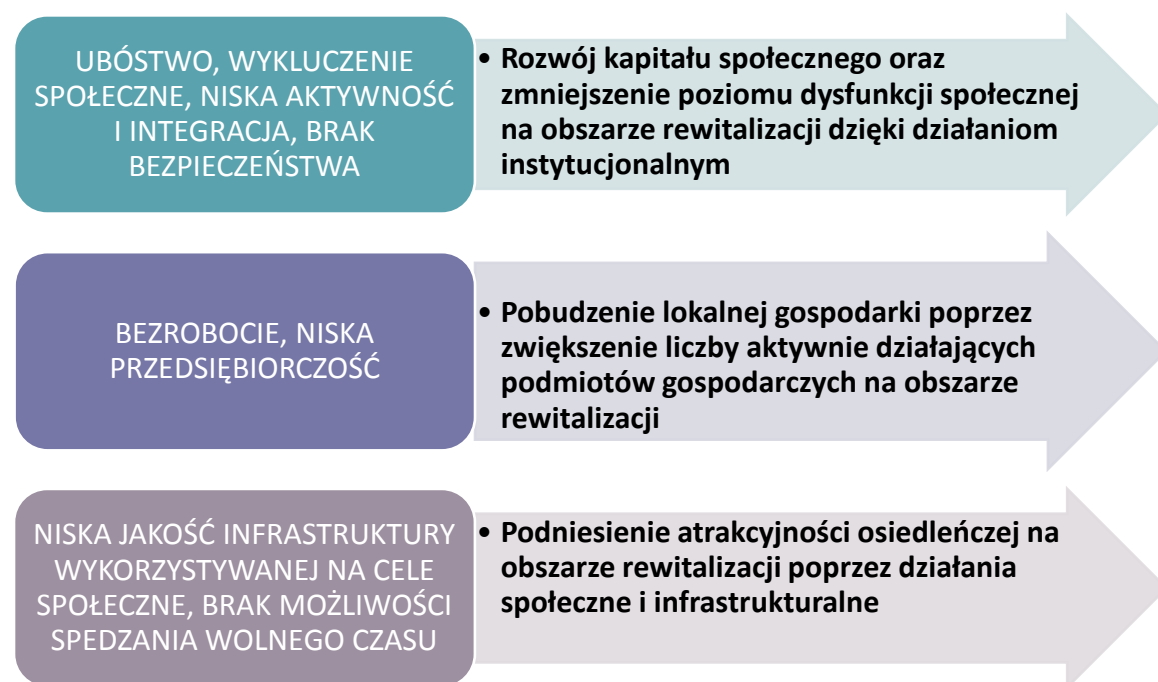 UBÓSTWO, WYKLUCZENIE
SPOŁECZNE, NISKA AKTYWNOŚĆ
I INTEGRACJA, BRAK
BEZPIECZEŃSTWA
• Rozwój kapitału społecznego oraz
zmniejszenie poziomu dysfunkcji społecznej
na obszarze rewitalizacji dzięki działaniom
instytucjonalnym
BEZROBOCIE, NISKA
PRZEDSIĘBIORCZOŚĆ
• Pobudzenie lokalnej gospodarki poprzez
zwiększenie liczby aktywnie działających
podmiotów gospodarczych na obszarze
rewitalizacji
NISKA JAKOŚĆ INFRASTRUKTURY
WYKORZYSTYWANEJ NA CELE
SPOŁECZNE, BRAK MOŻLIWOŚCI
SPEDZANIA WOLNEGO CZASU
• Podniesienie atrakcyjności osiedleńczej na
obszarze rewitalizacji poprzez działania
społeczne i infrastrukturalne